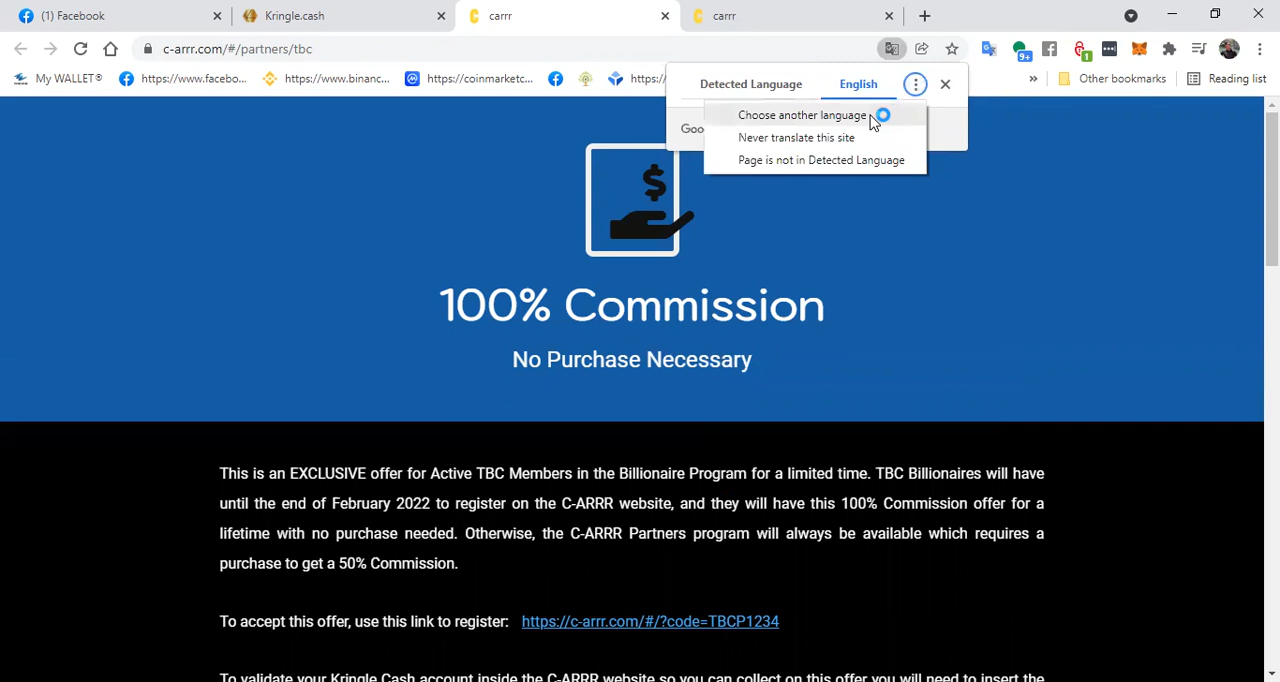 (1) Facebook
Kringle.cash
carrr
carrr
c-arrr.com/#/partners/tbc
9+
1
My WALLET®
https://www.facebo...
https://www.binanc...
https://coinmarketc...
https:/
»
Other bookmarks
Reading list
Detected Language
English
Goo
Choose another language
Never translate this site
Page is not in Detected Language
$
100% Commission
No Purchase Necessary
This is an EXCLUSIVE offer for Active TBC Members in the Billionaire Program for a limited time. TBC Billionaires will have
until the end of February 2022 to register on the C-ARRR website, and they will have this 100% Commission offer for a
lifetime with no purchase needed. Otherwise, the C-ARRR Partners program will always be available which requires a
purchase to get a 50% Commission.
To accept this offer, use this link to register: https://c-arrr.com/#/?code=TBCP1234
To validate your Kringle Cash account inside the C-ARRR website so you can collect on this offer you will need to insert the